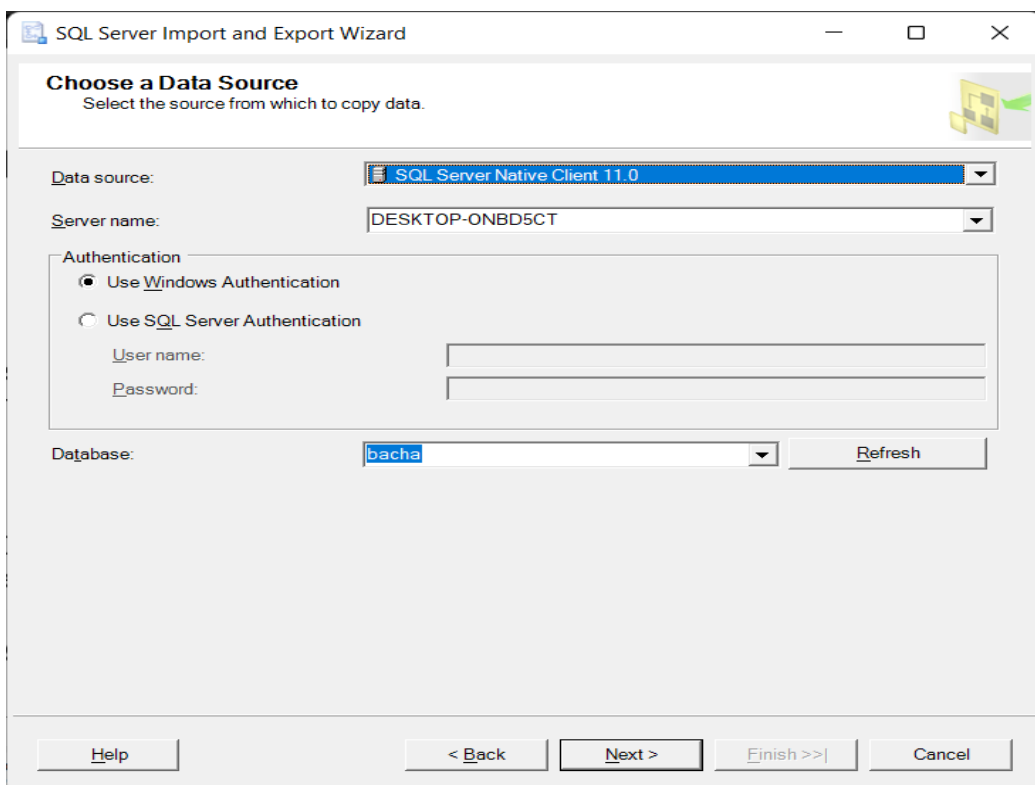 SQL Server Import and Export Wizard
Choose a Data Source
Select the source from which to copy data.
Data source: SQL Server Native Client 11.0
Server name: DESKTOP-ONBD5CT
Authentication
Use Windows Authentication
Use SQL Server Authentication
User name:
Password:
Database: bacha Refresh
Help < Back Next > Finish >>| Cancel